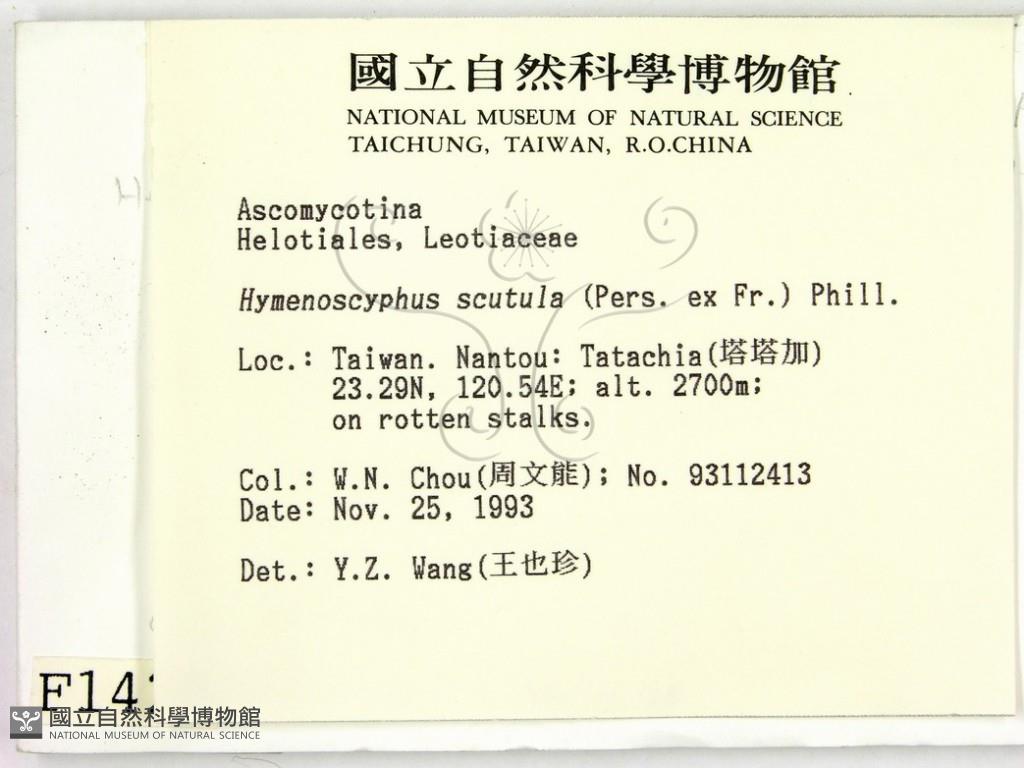 國立自然科學博物館
NATIONAL MUSEUM OF NATURAL SCIENCE
TAICHUNG, TAIWAN, R.O.CHINA
Ascomycotina
Helotiales, Leotiaceae
Hymenoscyphus scutula (Pers. ex Fr.) Phill.
Loc.: Taiwan. Nantou: Tatachia(塔塔加)
23.29N, 120.54E; alt. 2700m;
on rotten stalks.
Col.: W.N. Chou(周文能); No. 93112413
Date: Nov. 25, 1993
Det.: Y.Z. Wang(王也珍)
F14
國立自然科學博物館
NATIONAL MUSEUM OF NATURAL SCIENCE